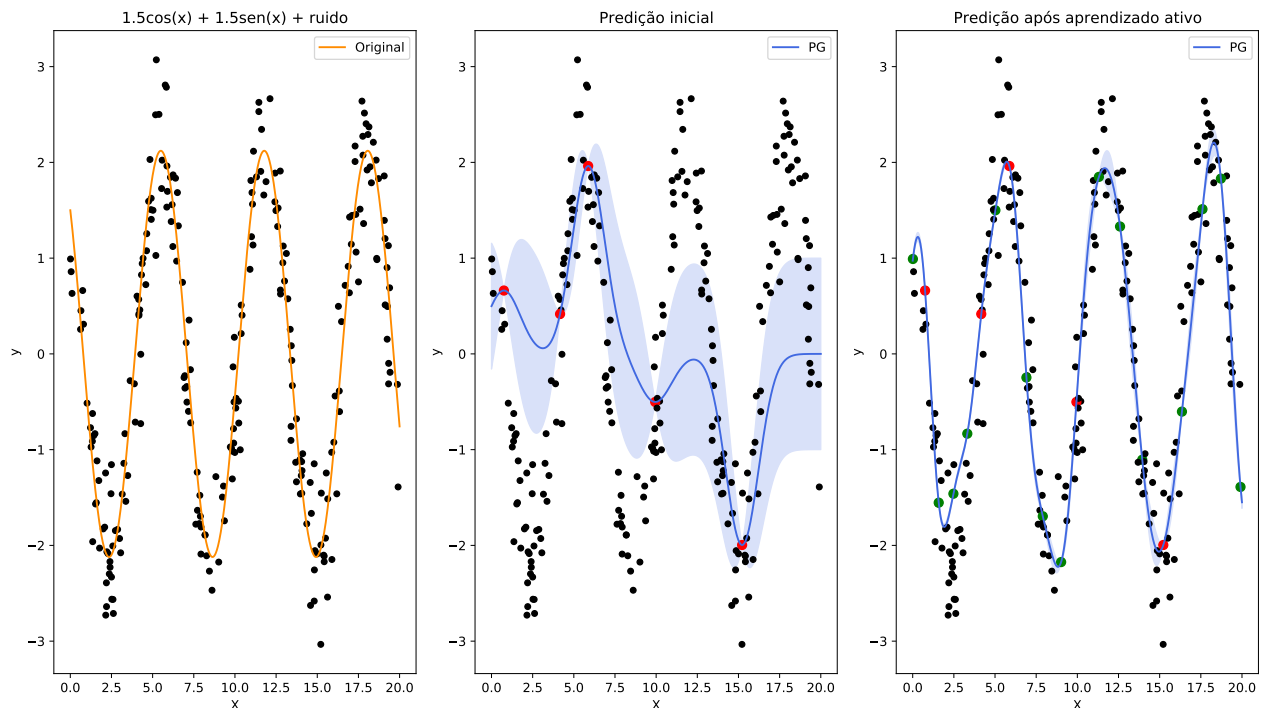 1.5cos(x) + 1.5sen(x) + ruido
Original
3
2
1
0
−1
−2
−3
y
0.0 2.5 5.0 7.5 10.0 12.5 15.0 17.5 20.0
x
Predição inicial
PG
3
2
1
0
−1
−2
−3
y
0.0 2.5 5.0 7.5 10.0 12.5 15.0 17.5 20.0
x
Predição após aprendizado ativo
PG
3
2
1
0
−1
−2
−3
y
0.0 2.5 5.0 7.5 10.0 12.5 15.0 17.5 20.0
x